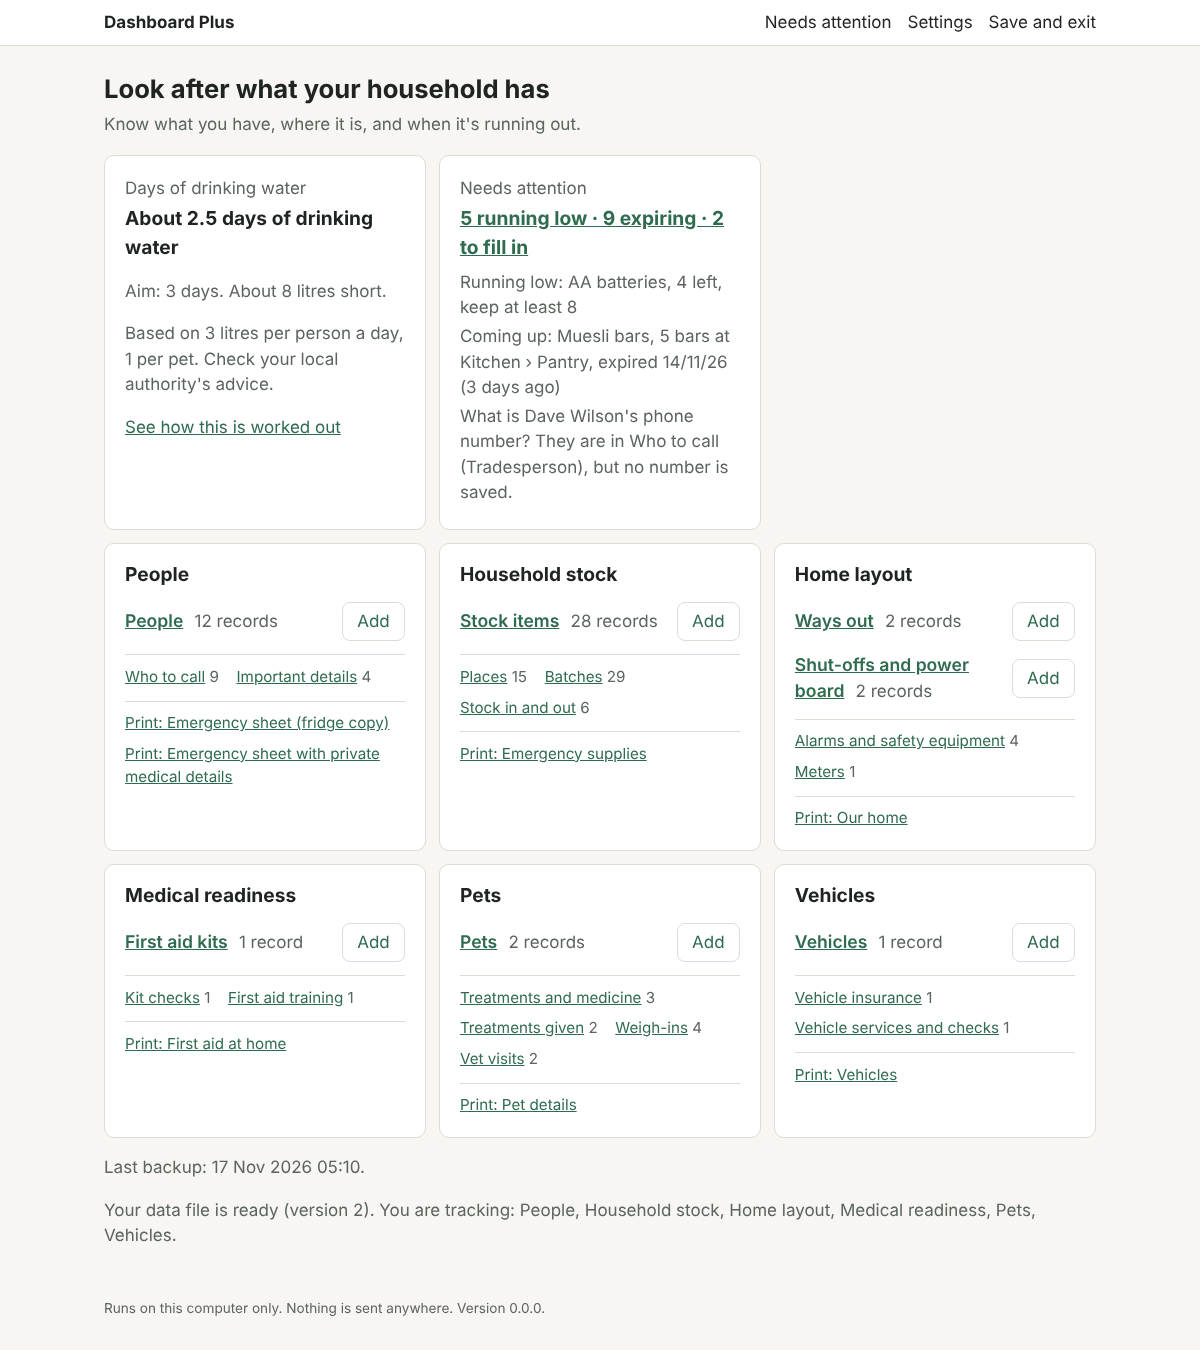 Dashboard Plus
Needs attention Settings Save and exit
Look after what your household has
Know what you have, where it is, and when it's running out.
Days of drinking water
About 2.5 days of drinking
water
Aim: 3 days. About 8 litres short.
Based on 3 litres per person a day,
1 per pet. Check your local
authority's advice.
See how this is worked out
Needs attention
5 running low · 9 expiring · 2
to fill in
Running low: AA batteries, 4 left,
keep at least 8
Coming up: Muesli bars, 5 bars at
Kitchen › Pantry, expired 14/11/26
(3 days ago)
What is Dave Wilson's phone
number? They are in Who to call
(Tradesperson), but no number is
saved.
People
People 12 records Add
Who to call 9 Important details 4
Print: Emergency sheet (fridge copy)
Print: Emergency sheet with private
medical details
Household stock
Stock items 28 records Add
Places 15 Batches 29
Stock in and out 6
Print: Emergency supplies
Home layout
Ways out 2 records Add
Shut-offs and power
board 2 records Add
Alarms and safety equipment 4
Meters 1
Print: Our home
Medical readiness
First aid kits 1 record Add
Kit checks 1 First aid training 1
Print: First aid at home
Pets
Pets 2 records Add
Treatments and medicine 3
Treatments given 2 Weigh-ins 4
Vet visits 2
Print: Pet details
Vehicles
Vehicles 1 record Add
Vehicle insurance 1
Vehicle services and checks 1
Print: Vehicles
Last backup: 17 Nov 2026 05:10.
Your data file is ready (version 2). You are tracking: People, Household stock, Home layout, Medical readiness, Pets,
Vehicles.
Runs on this computer only. Nothing is sent anywhere. Version 0.0.0.